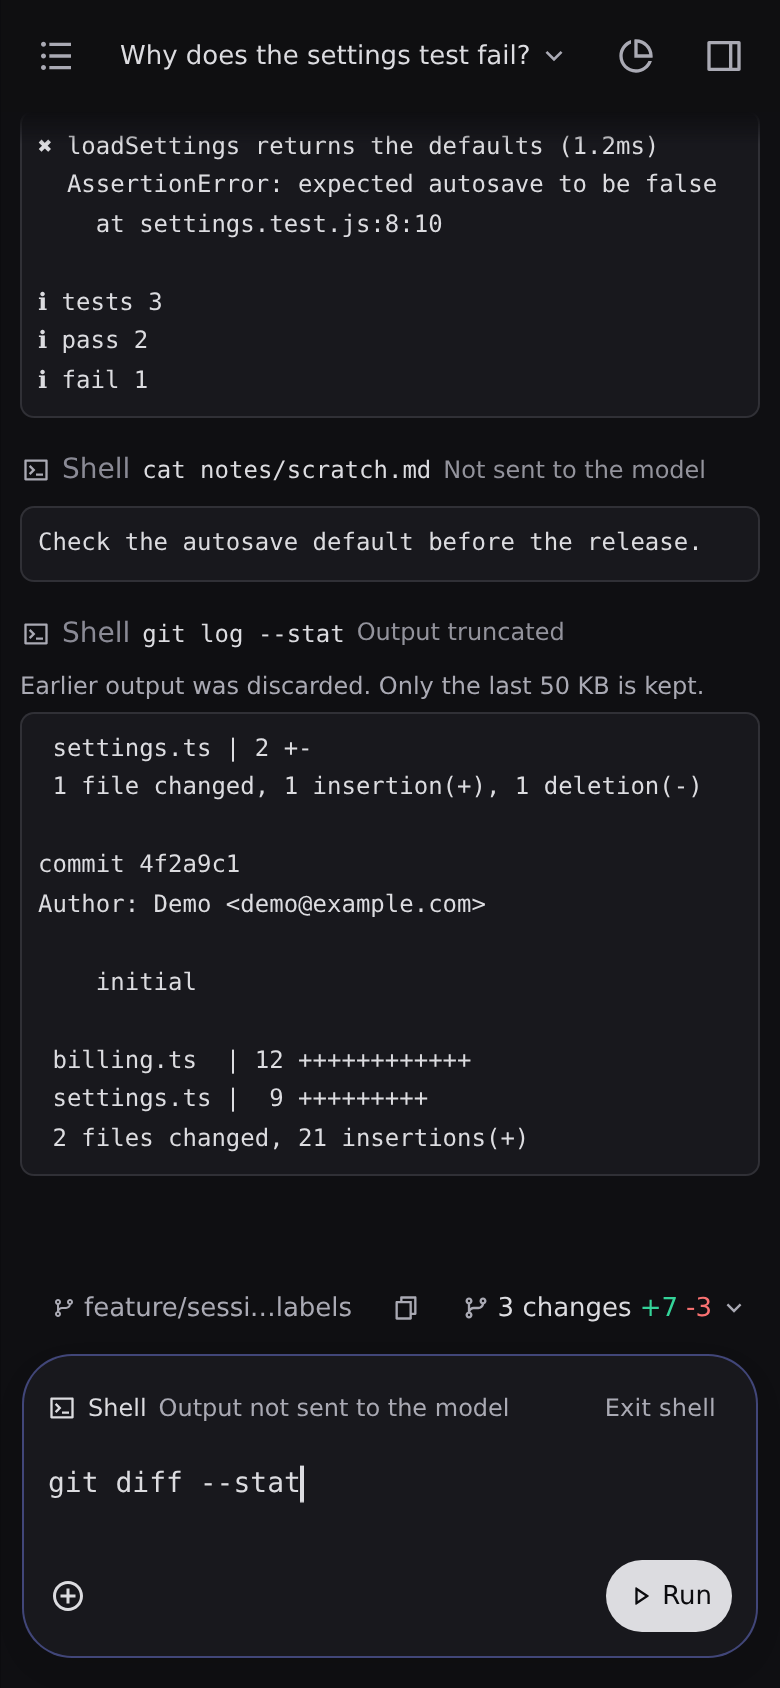 Why does the settings test fail?
✖ loadSettings returns the defaults (1.2ms)
AssertionError: expected autosave to be false
at settings.test.js:8:10
ℹ tests 3
ℹ pass 2
ℹ fail 1
Shell cat notes/scratch.md Not sent to the model
Check the autosave default before the release.
Shell git log --stat Output truncated
Earlier output was discarded. Only the last 50 KB is kept.
settings.ts | 2 +-
1 file changed, 1 insertion(+), 1 deletion(-)
commit 4f2a9c1
Author: Demo <demo@example.com>
initial
billing.ts  | 12 ++++++++++++
settings.ts |  9 +++++++++
2 files changed, 21 insertions(+)
feature/sessi...labels 3 changes +7 -3
Shell Output not sent to the model Exit shell
git diff --stat
Run